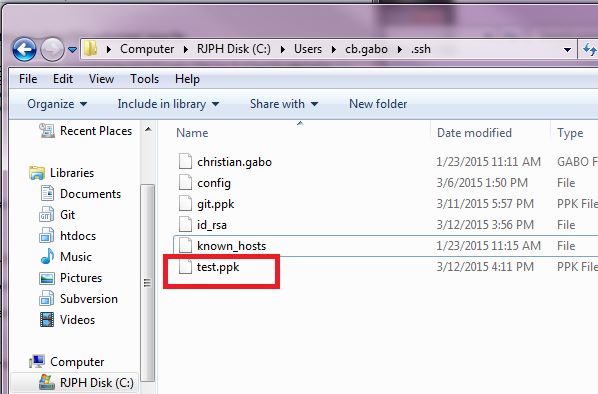 Computer RJPH Disk (C:) Users cb.gabo .ssh
File Edit View Tools Help
Organize Include in library Share with New folder
Recent Places
Libraries
Documents
Git
htdocs
Music
Pictures
Subversion
Videos
Computer
RJPH Disk (C:)
Name Date modified Type
christian.gabo 1/23/2015 11:11 AM GABO F
config 3/6/2015 1:50 PM File
git.ppk 3/11/2015 5:57 PM PPK File
id_rsa 3/12/2015 3:56 PM File
known_hosts 1/23/2015 11:15 AM File
test.ppk 3/12/2015 4:11 PM PPK File